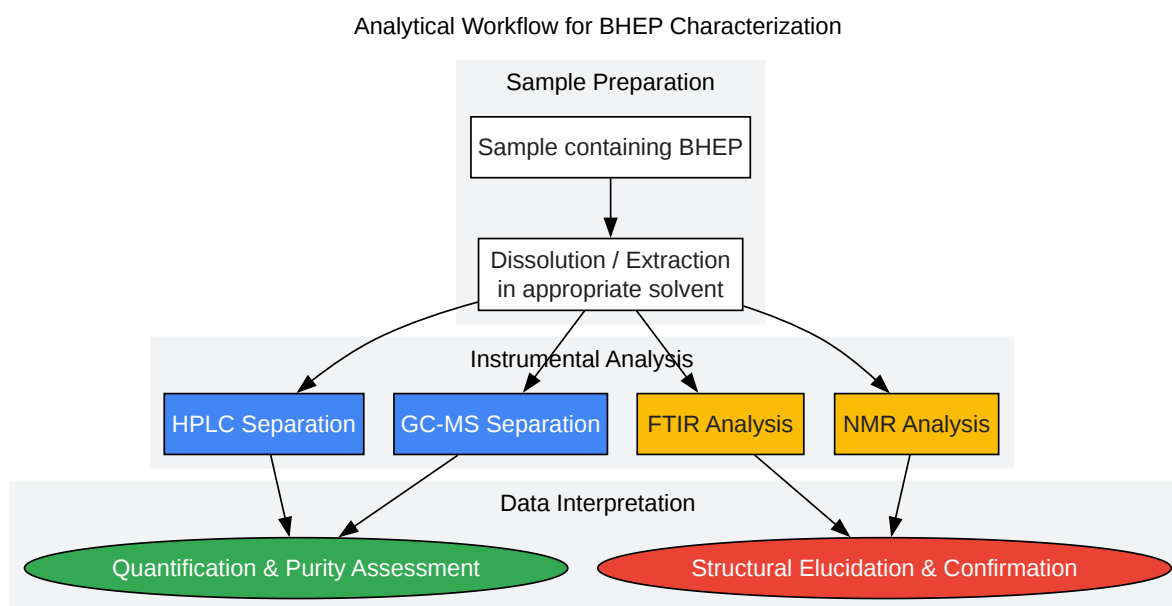 Analytical Workflow for BHEP Characterization
Sample Preparation
Sample containing BHEP
Dissolution / Extraction
in appropriate solvent
Instrumental Analysis
HPLC Separation
GC-MS Separation
FTIR Analysis
NMR Analysis
Data Interpretation
Quantification & Purity Assessment
Structural Elucidation & Confirmation